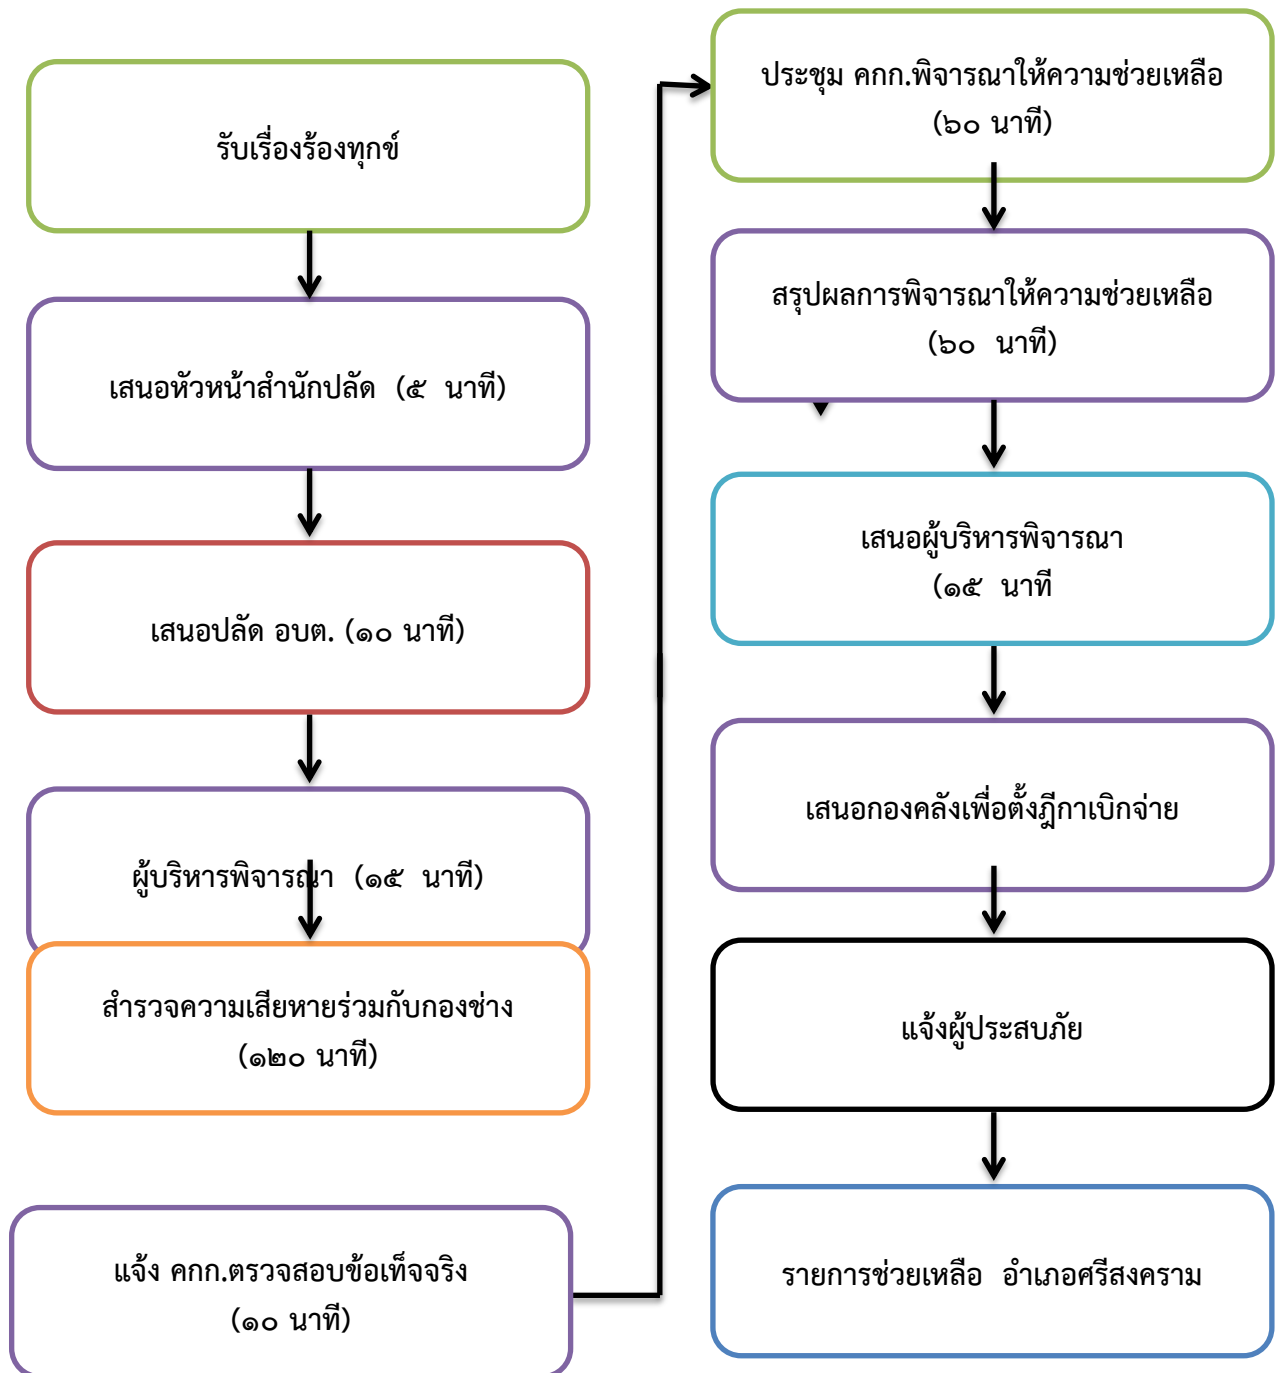 รับเรื่องร้องทุกข์
เสนอหัวหน้าสำนักปลัด (๕ นาที)
เสนอปลัด อบต. (๑๐ นาที)
ผู้บริหารพิจารณา (๑๕ นาที)
สำรวจความเสียหายร่วมกับกองช่าง
(๑๒๐ นาที)
แจ้ง คกก.ตรวจสอบข้อเท็จจริง
(๑๐ นาที)
ประชุม คกก.พิจารณาให้ความช่วยเหลือ
(๖๐ นาที)
สรุปผลการพิจารณาให้ความช่วยเหลือ
(๖๐ นาที)
เสนอผู้บริหารพิจารณา
(๑๕ นาที
เสนอกองคลังเพื่อตั้งฎีกาเบิกจ่าย
แจ้งผู้ประสบภัย
รายการช่วยเหลือ อำเภอศรีสงคราม